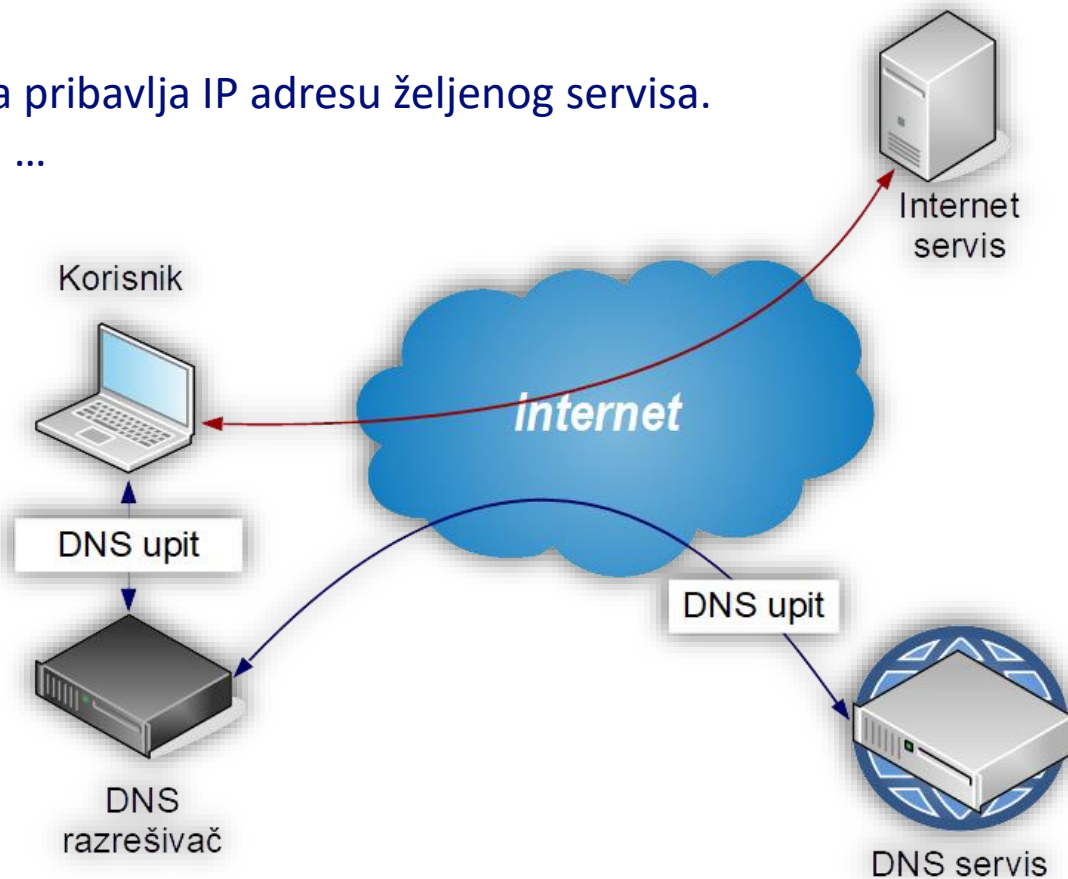 a pribavlja IP adresu željenog servisa.
...
Internet
servis
Korisnik
Internet
DNS upit
DNS upit
DNS
razrešivač
DNS servis